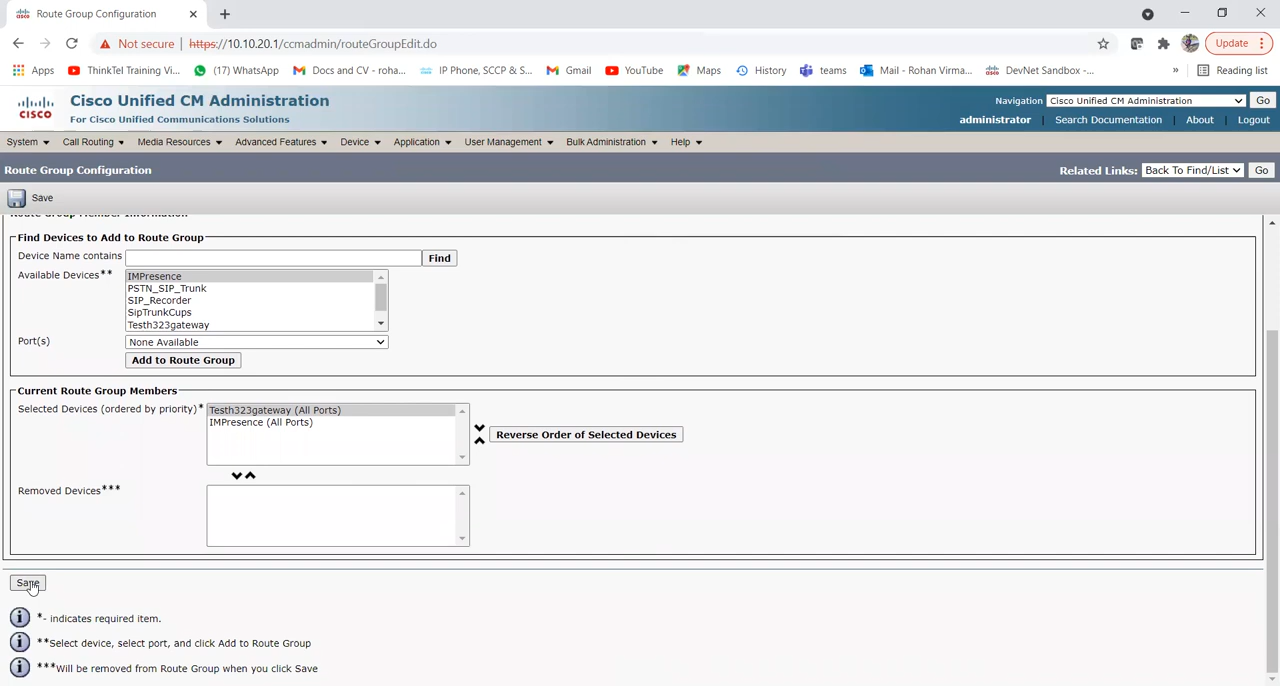 Route Group Configuration
Not secure | https://10.10.20.1/ccmadmin/routeGroupEdit.do
Update
Apps
ThinkTel Training Vi...
(17) WhatsApp
Docs and CV - roha...
IP Phone, SCCP & S...
Gmail
YouTube
Maps
History
teams
Mail - Rohan Virma...
DevNet Sandbox -...
»
Reading list
CISCO
Cisco Unified CM Administration
For Cisco Unified Communications Solutions
Navigation Cisco Unified CM Administration Go
administrator | Search Documentation | About | Logout
System Call Routing Media Resources Advanced Features Device Application User Management Bulk Administration Help
Route Group Configuration
Related Links: Back To Find/List Go
Save
Route Group Member Information
Find Devices to Add to Route Group
Device Name contains Find
Available Devices**
IMPresence
PSTN_SIP_Trunk
SIP_Recorder
SipTrunkCups
Testh323gateway
Port(s) None Available
Add to Route Group
Current Route Group Members
Selected Devices (ordered by priority)*
Testh323gateway (All Ports)
IMPresence (All Ports)
Reverse Order of Selected Devices
Removed Devices***
Save
*- indicates required item.
**Select device, select port, and click Add to Route Group
***Will be removed from Route Group when you click Save